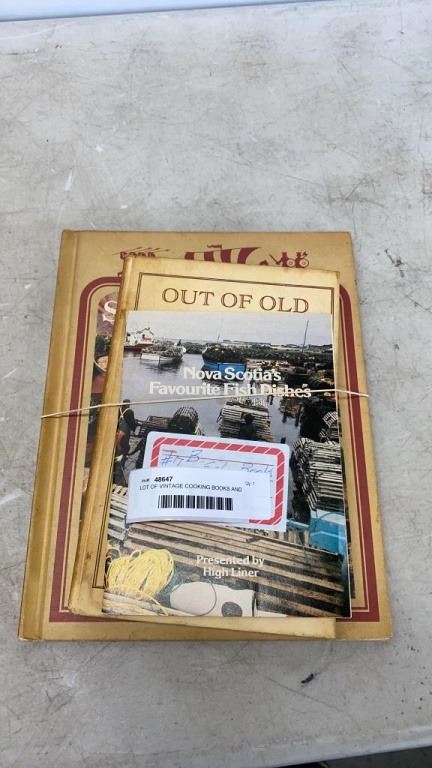 OUT OF OLD
Nova Scotia's
Favourite Fish Dishes
48647
LOT OF VINTAGE COOKING BOOKS AND
Presented by
High Liner